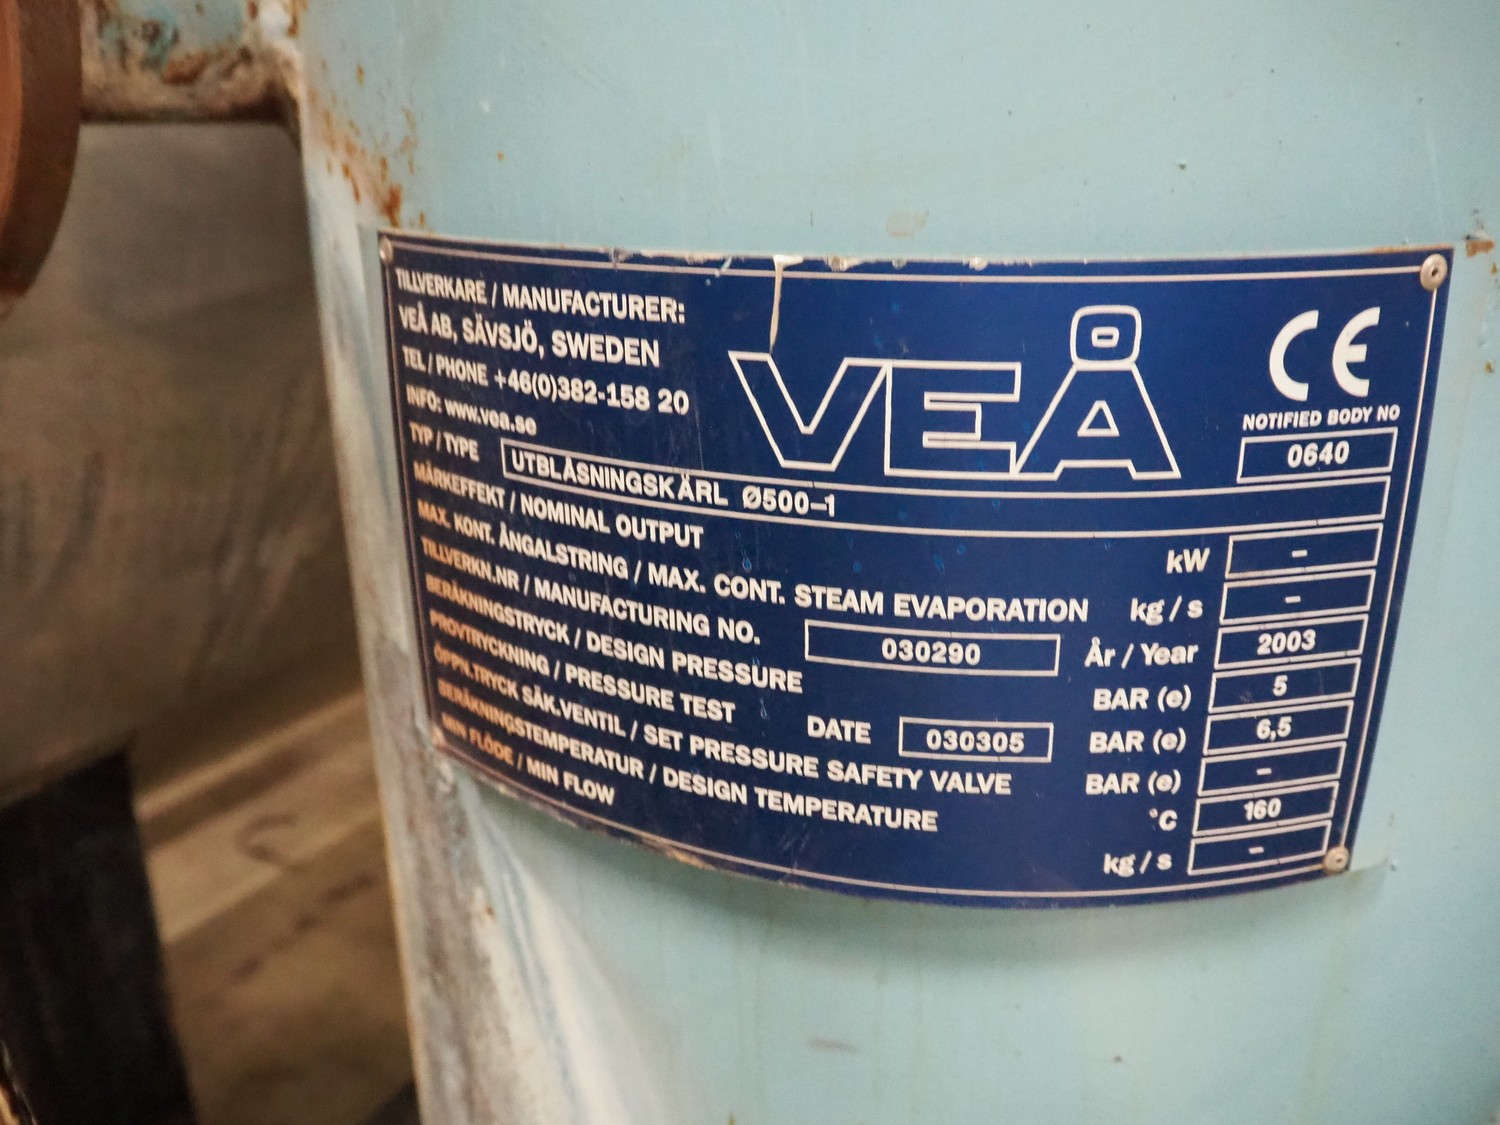 TILLVERKARE / MANUFACTURER:
VEÅ AB, SÄVSJÖ, SWEDEN
TEL / PHONE +46(0)382-158 20
INFO: www.vea.se
VEÅ
CE
NOTIFIED BODY NO
0640
TYP / TYPE UTBLÅSNINGSKÄRL Ø500-1
MÄRKEFFEKT / NOMINAL OUTPUT kW -
MAX. KONT. ÅNGALSTRING / MAX. CONT. STEAM EVAPORATION kg / s -
TILLVERKN.NR / MANUFACTURING NO. 030290 År / Year 2003
BERÄKNINGSTRYCK / DESIGN PRESSURE BAR (e) 5
PROVTRYCKNING / PRESSURE TEST DATE 030305 BAR (e) 6,5
ÖPPN.TRYCK SÄK.VENTIL / SET PRESSURE SAFETY VALVE BAR (e) -
BERÄKNINGSTEMPERATUR / DESIGN TEMPERATURE °C 160
MIN FLÖDE / MIN FLOW kg / s -